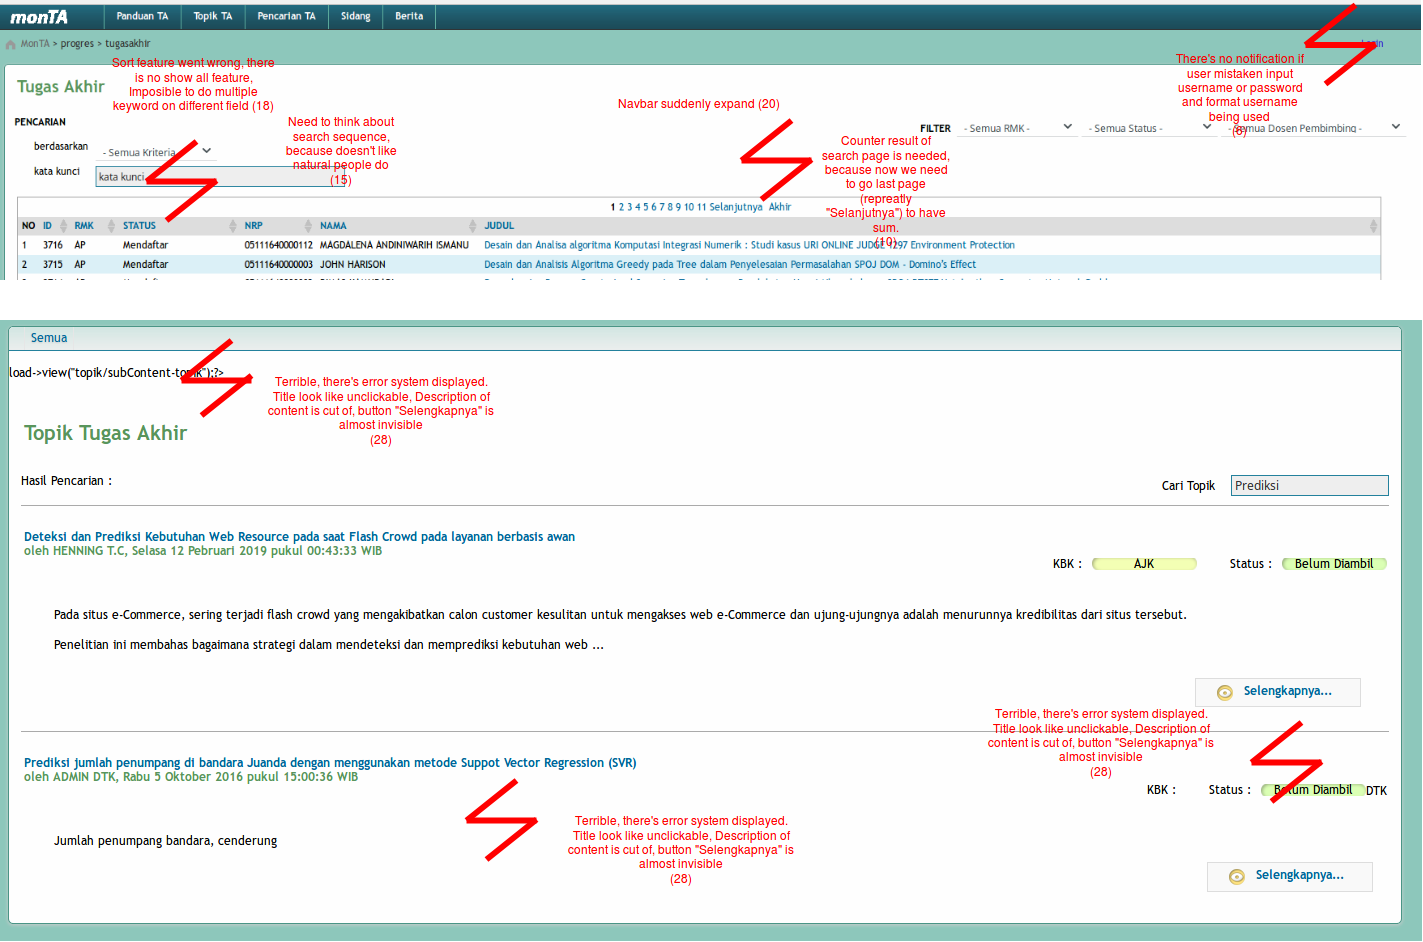 monTA
Panduan TA
Topik TA
Pencarian TA
Sidang
Berita
MonTA > progres > tugasakhir
Login
Sort feature went wrong, there
is no show all feature,
Imposible to do multiple
keyword on different field (18)
There's no notification if
user mistaken input
username or password
and format username
being used
(6)
Tugas Akhir
Navbar suddenly expand (20)
Need to think about
search sequence,
because doesn't like
natural people do
(15)
PENCARIAN
berdasarkan
- Semua Kriteria -
kata kunci
kata kunci
FILTER
- Semua RMK -
- Semua Status -
- Semua Dosen Pembimbing -
Counter result of
search page is needed,
because now we need
to go last page
(repreatly
"Selanjutnya") to have
sum.
(10)
1 2 3 4 5 6 7 8 9 10 11 Selanjutnya Akhir
NO ID RMK STATUS NRP NAMA JUDUL
1 3716 AP Mendaftar 05111640000112 MAGDALENA ANDINIWARIH ISMANU Desain dan Analisa algoritma Komputasi Integrasi Numerik : Studi kasus URI ONLINE JUDGE 1297 Environment Protection
2 3715 AP Mendaftar 05111640000003 JOHN HARISON Desain dan Analisis Algoritma Greedy pada Tree dalam Penyelesaian Permasalahan SPOJ DOM - Domino's Effect
Semua
load->view("topik/subContent-topik");?>
Terrible, there's error system displayed.
Title look like unclickable, Description of
content is cut of, button "Selengkapnya" is
almost invisible
(28)
Topik Tugas Akhir
Hasil Pencarian :
Cari Topik
Prediksi
Deteksi dan Prediksi Kebutuhan Web Resource pada saat Flash Crowd pada layanan berbasis awan
oleh HENNING T.C, Selasa 12 Pebruari 2019 pukul 00:43:33 WIB
KBK : AJK
Status : Belum Diambil
Pada situs e-Commerce, sering terjadi flash crowd yang mengakibatkan calon customer kesulitan untuk mengakses web e-Commerce dan ujung-ujungnya adalah menurunnya kredibilitas dari situs tersebut.
Penelitian ini membahas bagaimana strategi dalam mendeteksi dan memprediksi kebutuhan web ...
Selengkapnya...
Terrible, there's error system displayed.
Title look like unclickable, Description of
content is cut of, button "Selengkapnya" is
almost invisible
(28)
Prediksi jumlah penumpang di bandara Juanda dengan menggunakan metode Suppot Vector Regression (SVR)
oleh ADMIN DTK, Rabu 5 Oktober 2016 pukul 15:00:36 WIB
KBK :
Status : Belum Diambil DTK
Terrible, there's error system displayed.
Title look like unclickable, Description of
content is cut of, button "Selengkapnya" is
almost invisible
(28)
Jumlah penumpang bandara, cenderung
Selengkapnya...